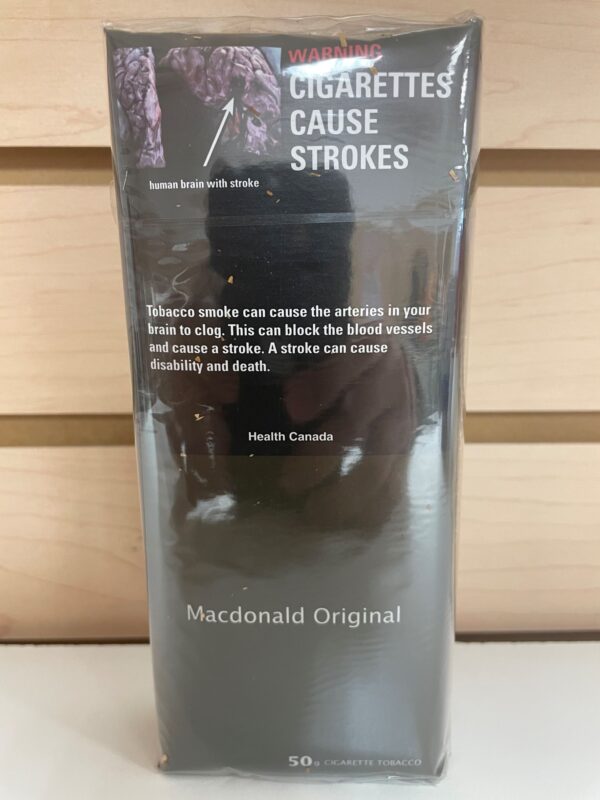 WARNING
CIGARETTES
CAUSE
STROKES
human brain with stroke
Tobacco smoke can cause the arteries in your
brain to clog. This can block the blood vessels
and cause a stroke. A stroke can cause
disability and death.
Health Canada
Macdonald Original
50g CIGARETTE TOBACCO